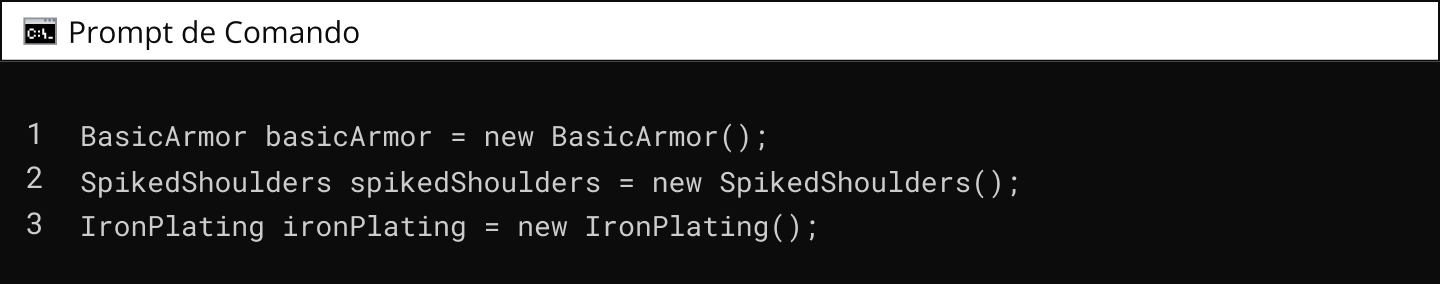 Prompt de Comando
1 BasicArmor basicArmor = new BasicArmor();
2 SpikedShoulders spikedShoulders = new SpikedShoulders();
3 IronPlating ironPlating = new IronPlating();